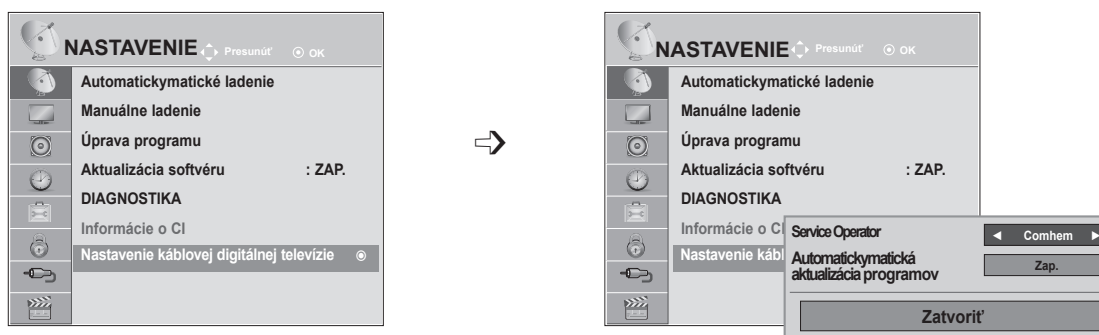 NASTAVENIE Presunúť OK
Automatickymatické ladenie
Manuálne ladenie
Úprava programu
Aktualizácia softvéru : ZAP.
DIAGNOSTIKA
Informácie o CI
Nastavenie káblovej digitálnej televízie
NASTAVENIE Presunúť OK
Automatickymatické ladenie
Manuálne ladenie
Úprava programu
Aktualizácia softvéru : ZAP.
DIAGNOSTIKA
Informácie o CI
Nastavenie kábl
Service Operator Comhem
Automatickymatická
aktualizácia programov Zap.
Zatvoriť